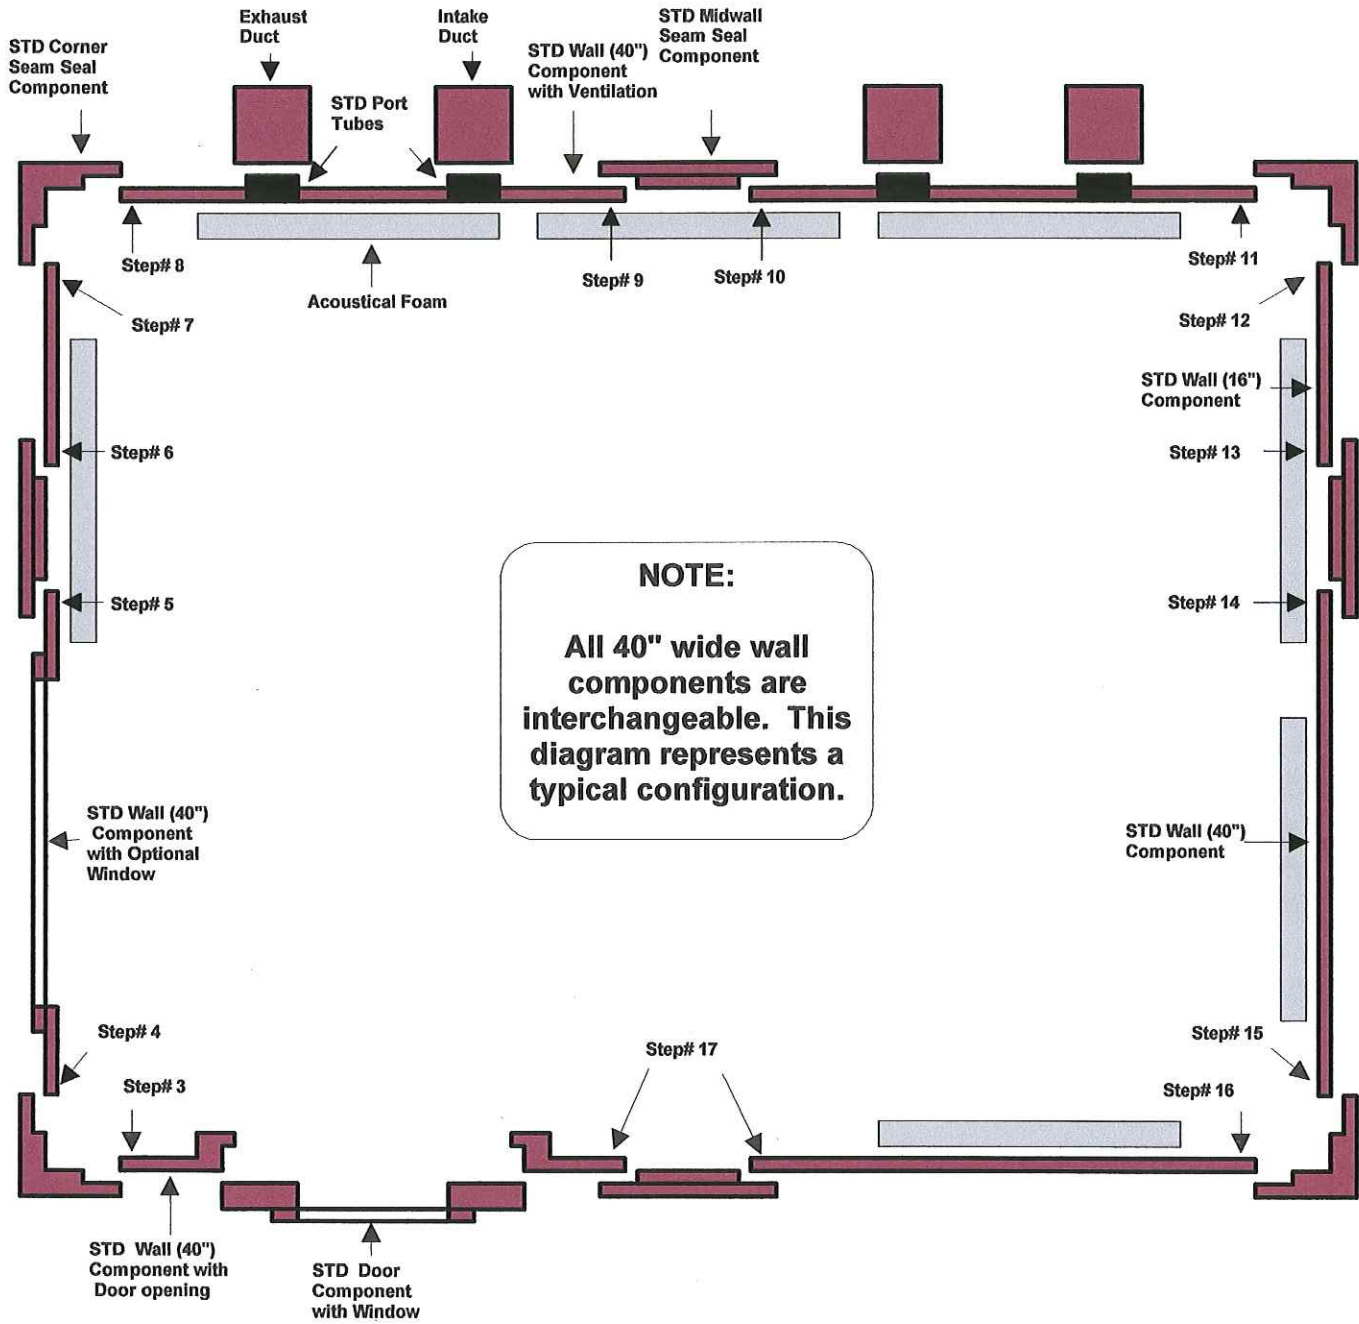 Exhaust
Duct
Intake
Duct
STD Midwall
Seam Seal
Component
STD Corner
Seam Seal
Component
STD Wall (40")
Component
with Ventilation
STD Port
Tubes
Step# 8
Acoustical Foam
Step# 9
Step# 10
Step# 11
Step# 7
Step# 12
STD Wall (16")
Component
Step# 6
Step# 13
Step# 5
Step# 14
NOTE:
All 40" wide wall
components are
interchangeable. This
diagram represents a
typical configuration.
STD Wall (40")
Component
with Optional
Window
STD Wall (40")
Component
Step# 4
Step# 3
Step# 17
Step# 15
Step# 16
STD Wall (40")
Component with
Door opening
STD Door
Component
with Window